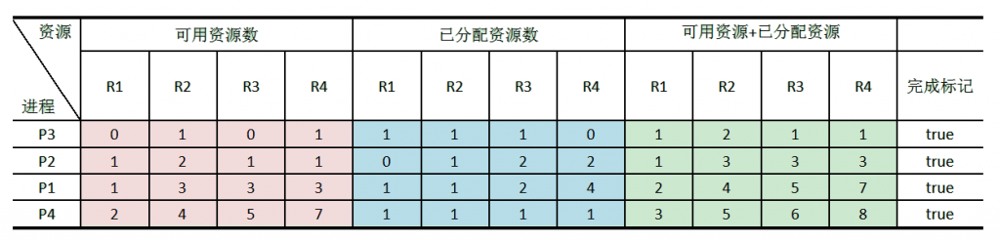 资源 可用资源数 已分配资源数 可用资源+已分配资源
R1 R2 R3 R4 R1 R2 R3 R4 R1 R2 R3 R4 完成标记
进程
P3 0 1 0 1 1 1 1 0 1 2 1 1 true
P2 1 2 1 1 0 1 2 2 1 3 3 3 true
P1 1 3 3 3 1 1 2 4 2 4 5 7 true
P4 2 4 5 7 1 1 1 1 3 5 6 8 true